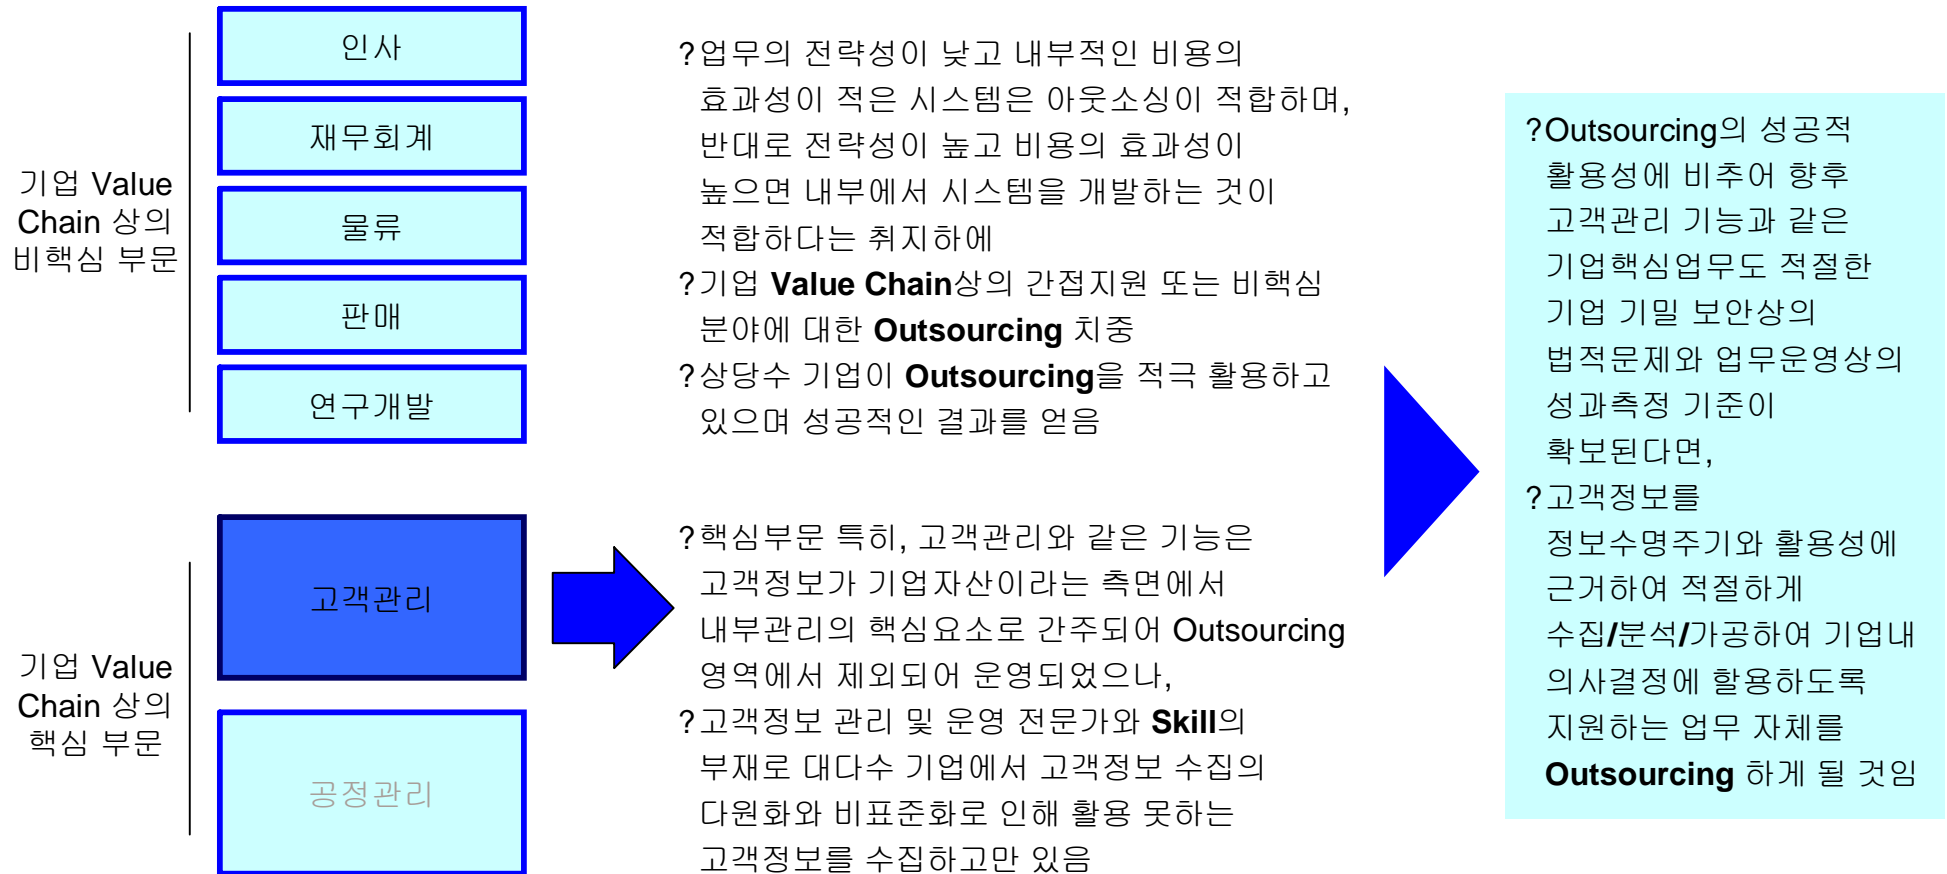 기업 Value
Chain 상의
비핵심 부문
인사
재무회계
물류
판매
연구개발
?업무의 전략성이 낮고 내부적인 비용의
효과성이 적은 시스템은 아웃소싱이 적합하며,
반대로 전략성이 높고 비용의 효과성이
높으면 내부에서 시스템을 개발하는 것이
적합하다는 취지하에
?기업 Value Chain상의 간접지원 또는 비핵심
분야에 대한 Outsourcing 치중
?상당수 기업이 Outsourcing을 적극 활용하고
있으며 성공적인 결과를 얻음
기업 Value
Chain 상의
핵심 부문
고객관리
공정관리
?핵심부문 특히, 고객관리와 같은 기능은
고객정보가 기업자산이라는 측면에서
내부관리의 핵심요소로 간주되어 Outsourcing
영역에서 제외되어 운영되었으나,
?고객정보 관리 및 운영 전문가와 Skill의
부재로 대다수 기업에서 고객정보 수집의
다원화와 비표준화로 인해 활용 못하는
고객정보를 수집하고만 있음
?Outsourcing의 성공적
활용성에 비추어 향후
고객관리 기능과 같은
기업핵심업무도 적절한
기업 기밀 보안상의
법적문제와 업무운영상의
성과측정 기준이
확보된다면,
?고객정보를
정보수명주기와 활용성에
근거하여 적절하게
수집/분석/가공하여 기업내
의사결정에 할용하도록
지원하는 업무 자체를
Outsourcing 하게 될 것임